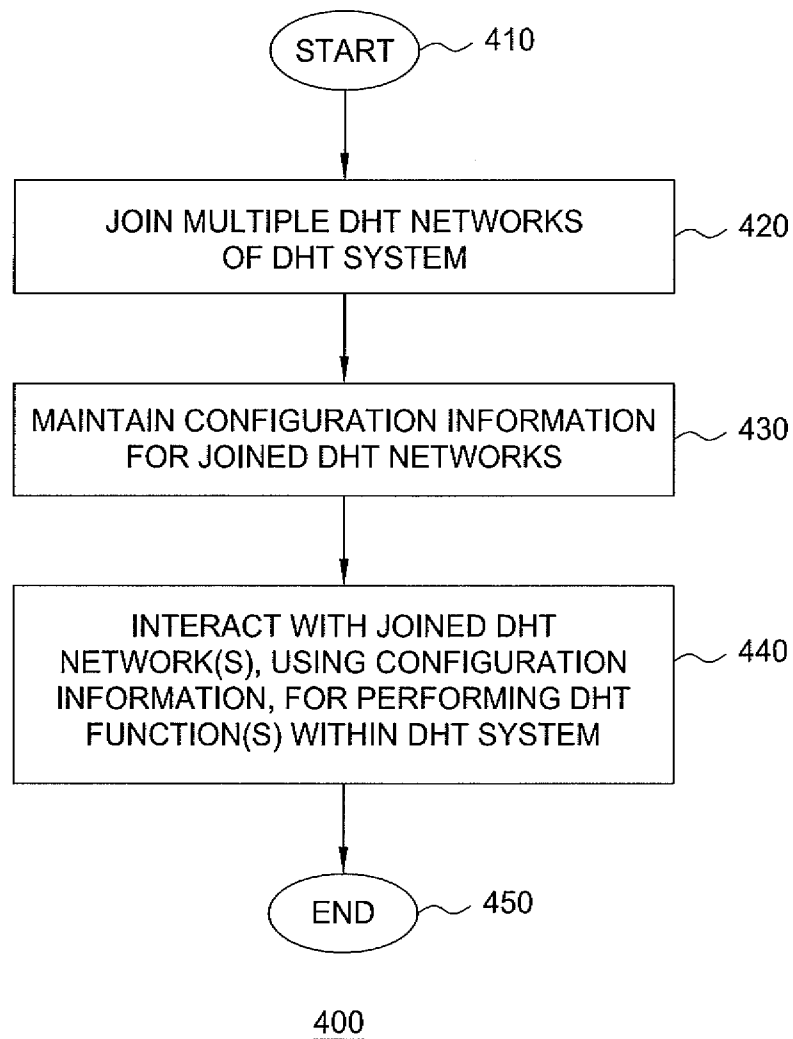 START
410
JOIN MULTIPLE DHT NETWORKS
OF DHT SYSTEM
420
MAINTAIN CONFIGURATION INFORMATION
FOR JOINED DHT NETWORKS
430
INTERACT WITH JOINED DHT
NETWORK(S), USING CONFIGURATION
INFORMATION, FOR PERFORMING DHT
FUNCTION(S) WITHIN DHT SYSTEM
440
END
450
400